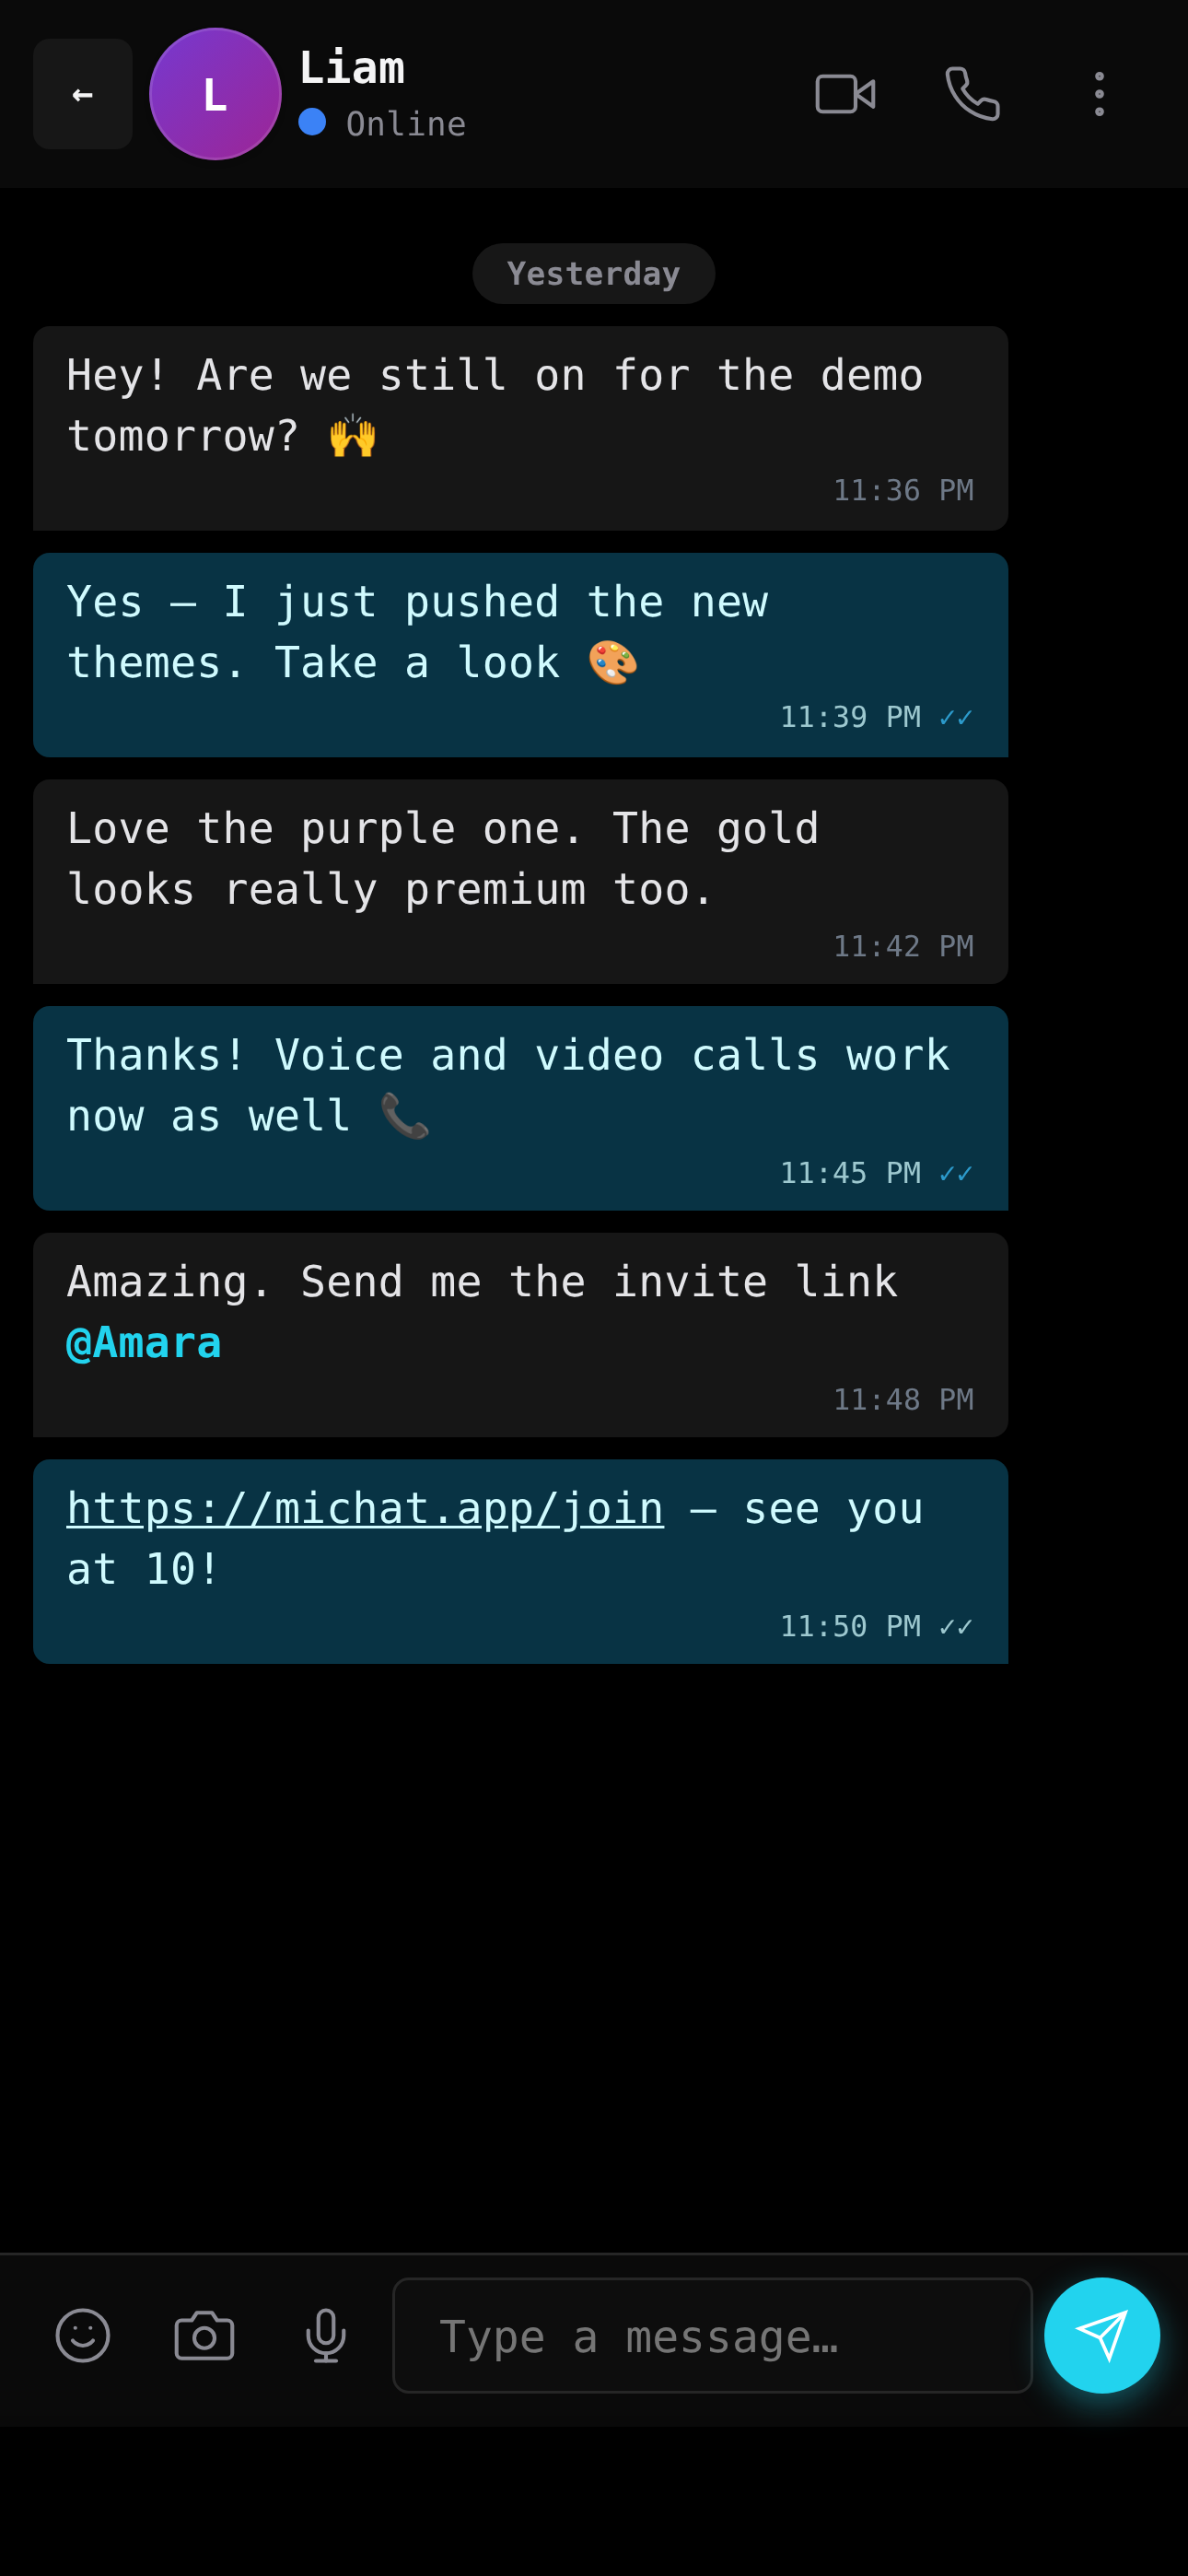 ←
L
Liam
Online
Yesterday
Hey! Are we still on for the demo
tomorrow? 🙌
11:36 PM
Yes — I just pushed the new
themes. Take a look 🎨
11:39 PM ✓✓
Love the purple one. The gold
looks really premium too.
11:42 PM
Thanks! Voice and video calls work
now as well 📞
11:45 PM ✓✓
Amazing. Send me the invite link
@Amara
11:48 PM
https://michat.app/join — see you
at 10!
11:50 PM ✓✓
Type a message…